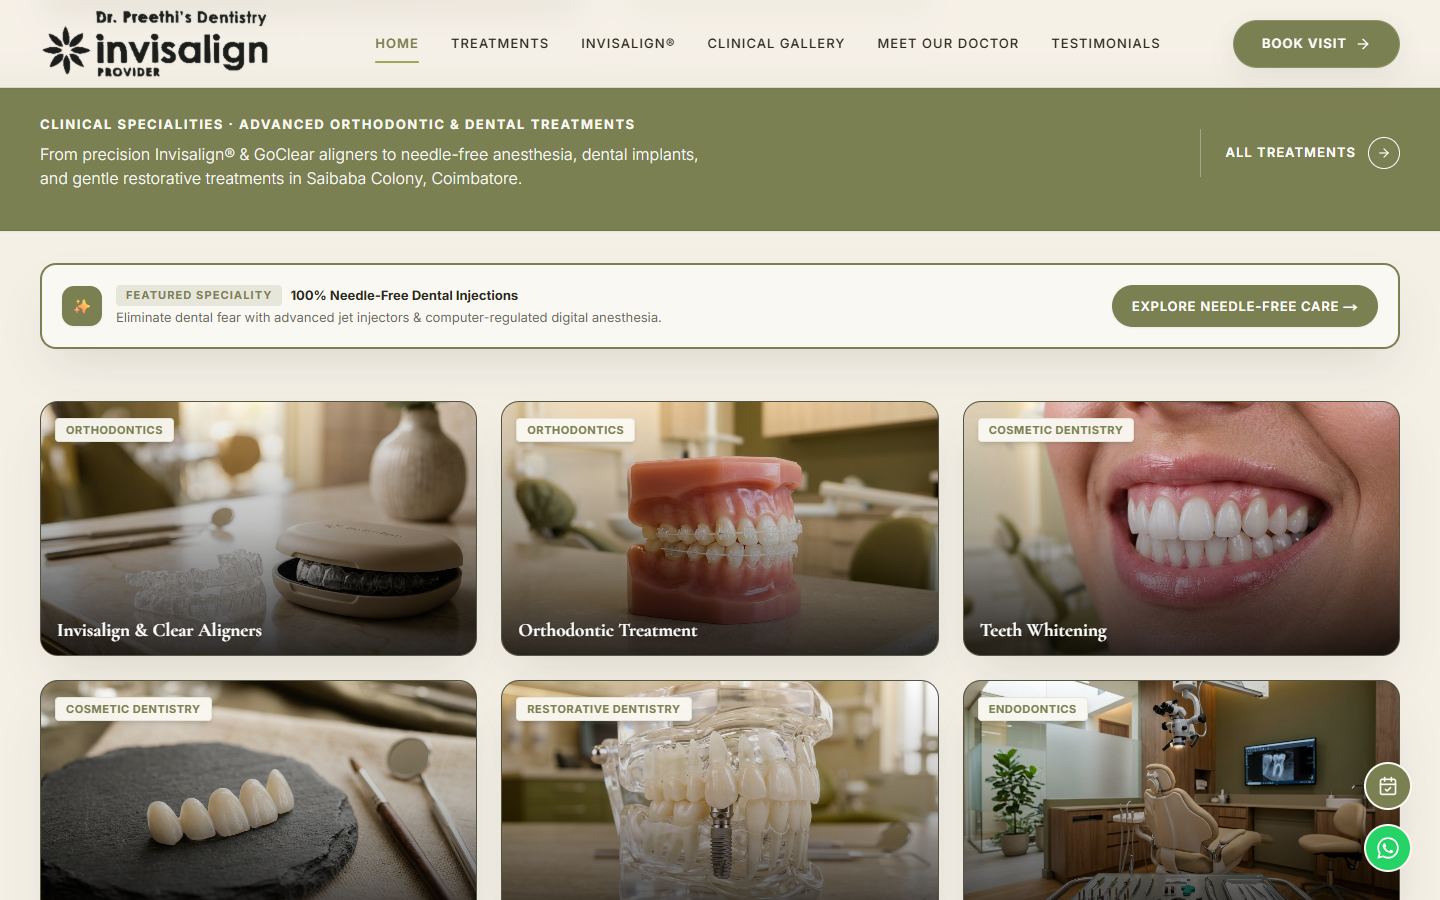 Dr. Preethi's Dentistry
invisalign
PROVIDER
HOME
TREATMENTS
INVISALIGN®
CLINICAL GALLERY
MEET OUR DOCTOR
TESTIMONIALS
BOOK VISIT →
CLINICAL SPECIALITIES · ADVANCED ORTHODONTIC & DENTAL TREATMENTS
From precision Invisalign® & GoClear aligners to needle-free anesthesia, dental implants,
and gentle restorative treatments in Saibaba Colony, Coimbatore.
ALL TREATMENTS →
FEATURED SPECIALITY 100% Needle-Free Dental Injections
Eliminate dental fear with advanced jet injectors & computer-regulated digital anesthesia.
EXPLORE NEEDLE-FREE CARE →
ORTHODONTICS
Invisalign & Clear Aligners
ORTHODONTICS
Orthodontic Treatment
COSMETIC DENTISTRY
Teeth Whitening
COSMETIC DENTISTRY
RESTORATIVE DENTISTRY
ENDODONTICS